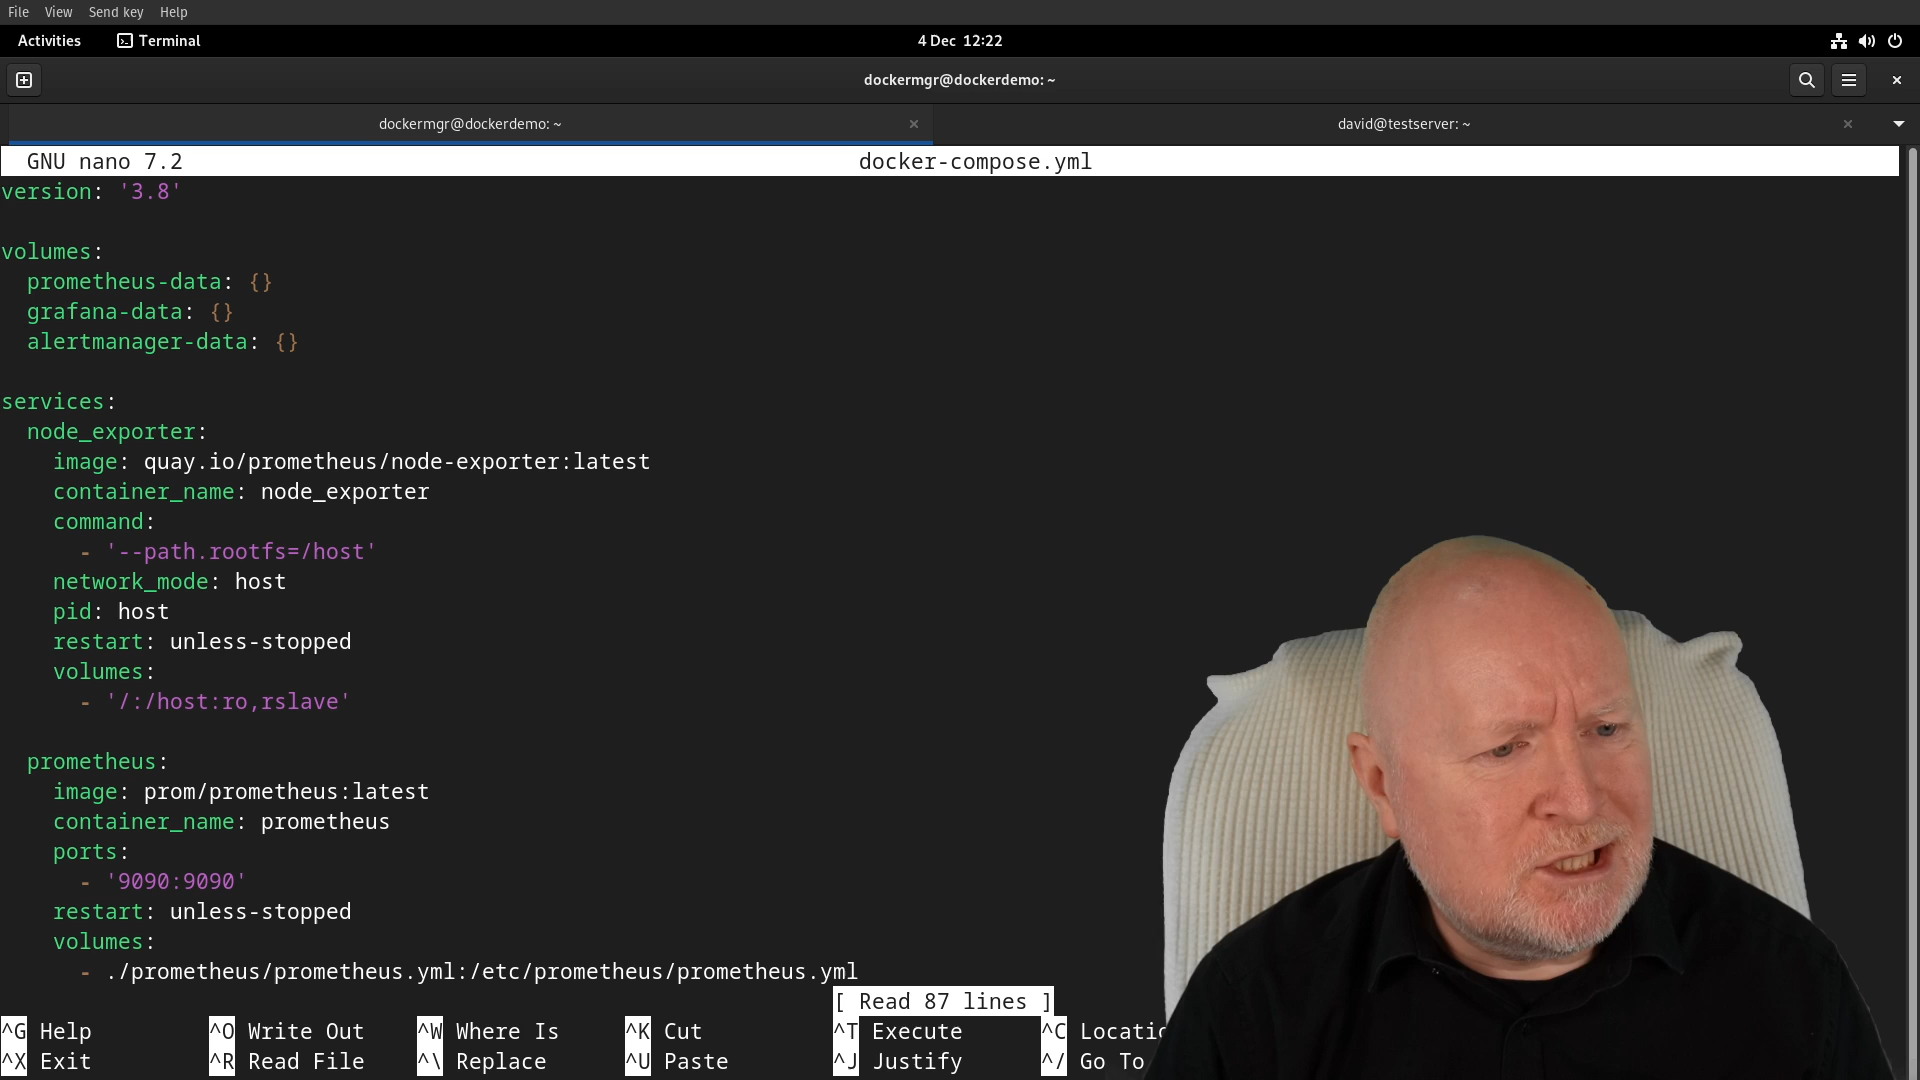 File View Send key Help
Activities Terminal 4 Dec 12:22
dockermgr@dockerdemo: ~
dockermgr@dockerdemo: ~ david@testserver: ~
GNU nano 7.2 docker-compose.yml
version: '3.8'
volumes:
prometheus-data: {}
grafana-data: {}
alertmanager-data: {}
services:
node_exporter:
image: quay.io/prometheus/node-exporter:latest
container_name: node_exporter
command:
- '--path.rootfs=/host'
network_mode: host
pid: host
restart: unless-stopped
volumes:
- '/:/host:ro,rslave'
prometheus:
image: prom/prometheus:latest
container_name: prometheus
ports:
- '9090:9090'
restart: unless-stopped
volumes:
- ./prometheus/prometheus.yml:/etc/prometheus/prometheus.yml
[ Read 87 lines ]
^G Help ^O Write Out ^W Where Is ^K Cut ^T Execute ^C
^X Exit ^R Read File ^\ Replace ^U Paste ^J Justify ^/ Go To